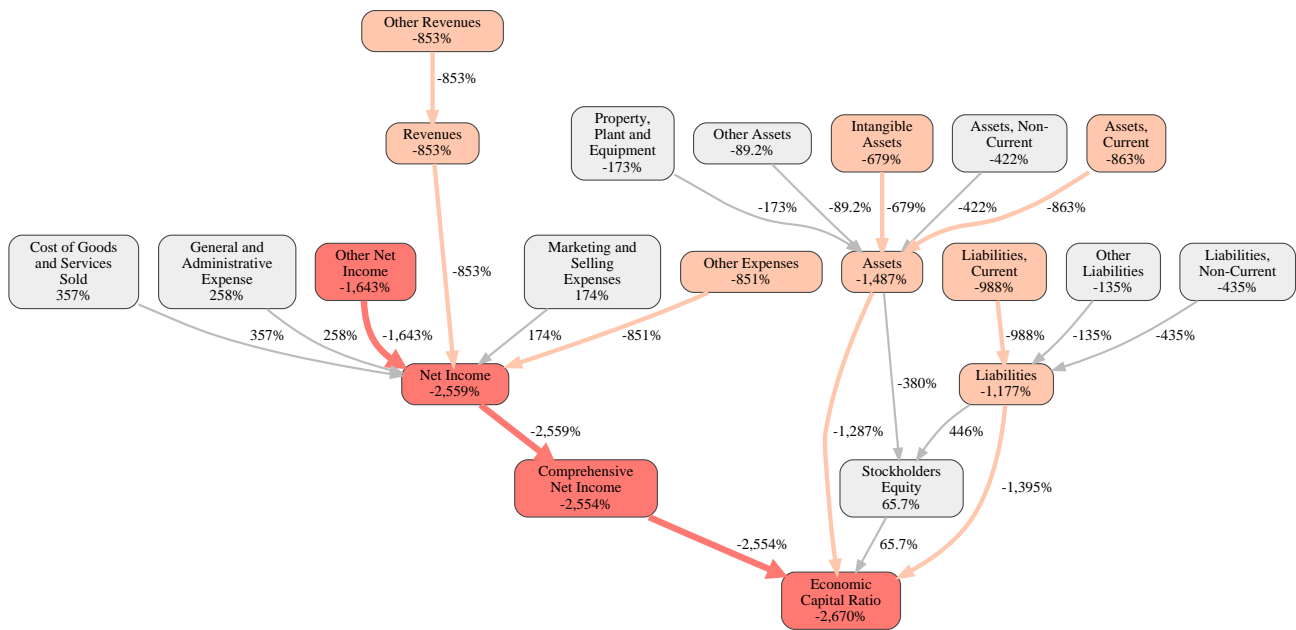 Other Revenues
-853%
-853%
Revenues
-853%
Property,
Plant and
Equipment
-173%
Other Assets
-89.2%
Intangible
Assets
-679%
Assets, Non-
Current
-422%
Assets,
Current
-863%
-173%
-89.2%
-679%
-422%
-863%
Cost of Goods
and Services
Sold
357%
General and
Administrative
Expense
258%
Other Net
Income
-1,643%
-853%
Marketing and
Selling
Expenses
174%
Other Expenses
-851%
Assets
-1,487%
Liabilities,
Current
-988%
Other
Liabilities
-135%
Liabilities,
Non-Current
-435%
357%
258%
-1,643%
174%
-851%
-988%
-135%
-435%
Net Income
-2,559%
-380%
Liabilities
-1,177%
-2,559%
-1,287%
446%
Comprehensive
Net Income
-2,554%
Stockholders
Equity
65.7%
-1,395%
-2,554%
65.7%
Economic
Capital Ratio
-2,670%